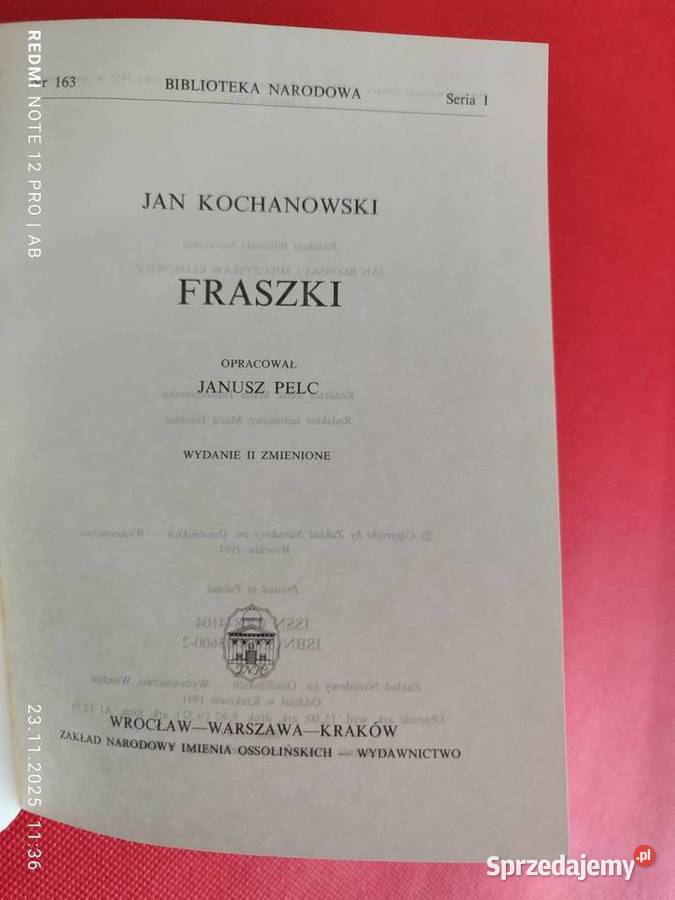 Nr 163 BIBLIOTEKA NARODOWA Seria I
JAN KOCHANOWSKI
FRASZKI
OPRACOWAŁ
JANUSZ PELC
WYDANIE II ZMIENIONE
WROCŁAW—WARSZAWA—KRAKÓW
ZAKŁAD NARODOWY IMIENIA OSSOLIŃSKICH — WYDAWNICTWO
REDMI NOTE 12 PRO | AB
23.11.2025 11:36
Sprzedajemy.pl